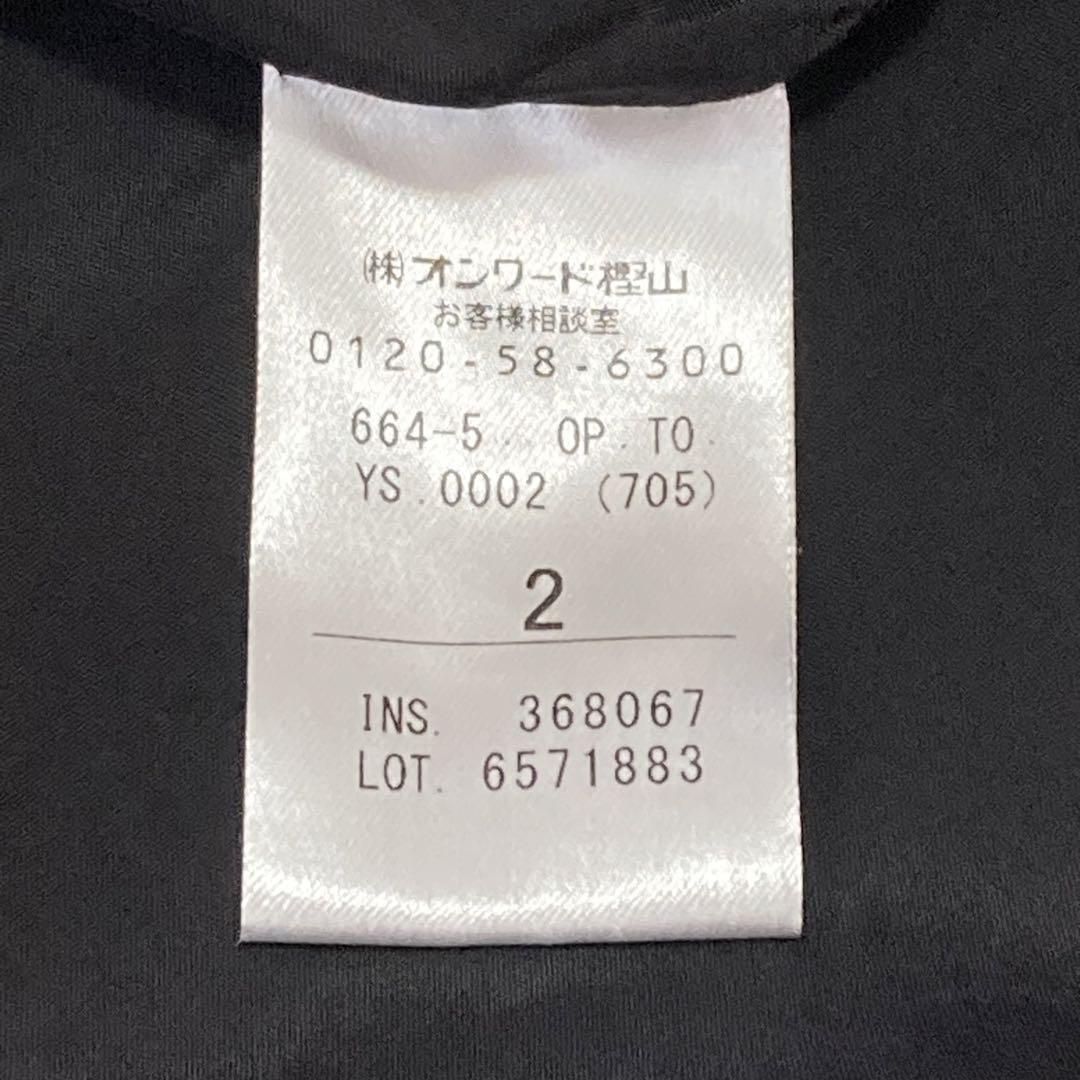 (株)オンワード樫山
お客様相談室
0120-58-6300
664-5. OP. TO.
YS.0002 (705)
2
INS. 368067
LOT. 6571883